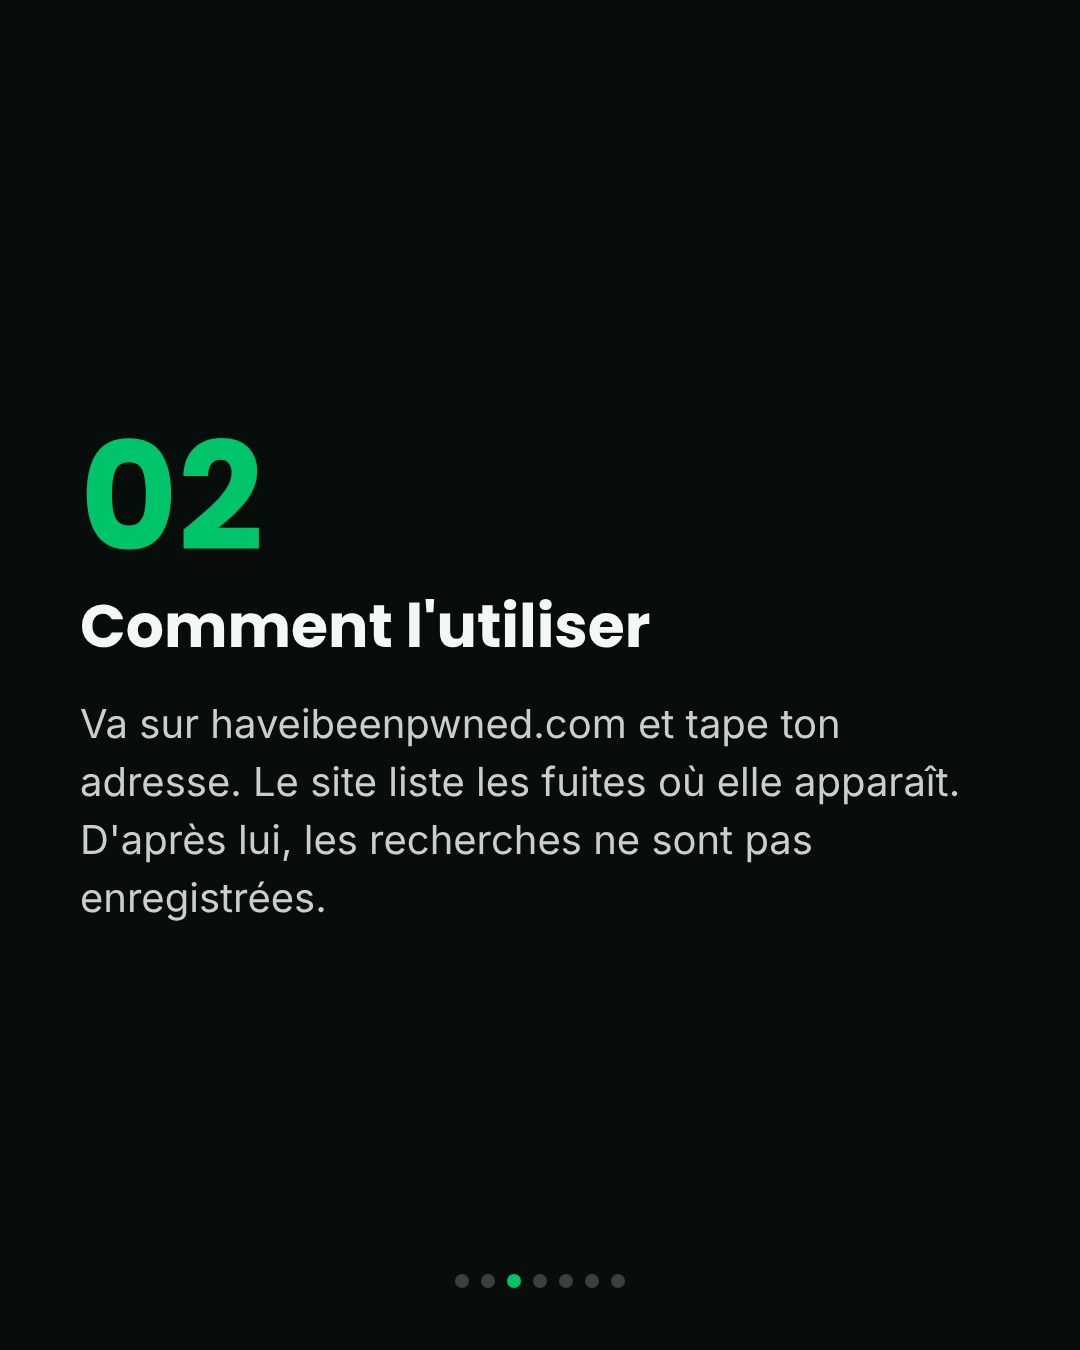 02
Comment l'utiliser
Va sur haveibeenpwned.com et tape ton
adresse. Le site liste les fuites où elle apparaît.
D'après lui, les recherches ne sont pas
enregistrées.